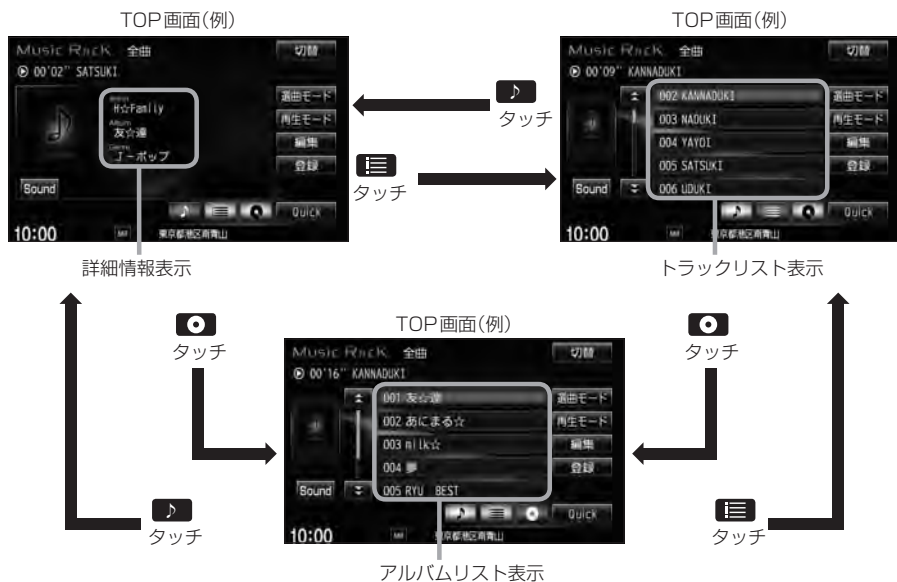 TOP画面(例)
Music Rack 全曲
切替
00'02" SATSUKI
Artist
H☆Family
Album
友☆達
Genre
J-ポップ
選曲モード
再生モード
編集
登録
Sound
Quick
10:00
東京都港区南青山
詳細情報表示
タッチ
タッチ
TOP画面(例)
Music Rack 全曲
切替
00'09" KANNADUKI
002 KANNADUKI
003 NADUKI
004 YAYOI
005 SATSUKI
006 UDUKI
選曲モード
再生モード
編集
登録
Sound
Quick
10:00
東京都港区南青山
トラックリスト表示
タッチ
タッチ
TOP画面(例)
Music Rack 全曲
切替
00'16" KANNADUKI
001 友☆達
002 あにまる☆
003 milk☆
004 夢
005 RYU BEST
選曲モード
再生モード
編集
登録
Sound
Quick
10:00
東京都港区南青山
アルバムリスト表示
タッチ
タッチ